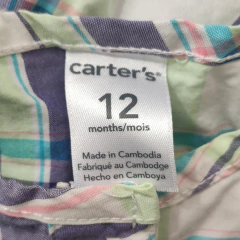 carter's®
12
months/mois
Made in Cambodia
Fabriqué au Cambodge
Hecho en Camboya